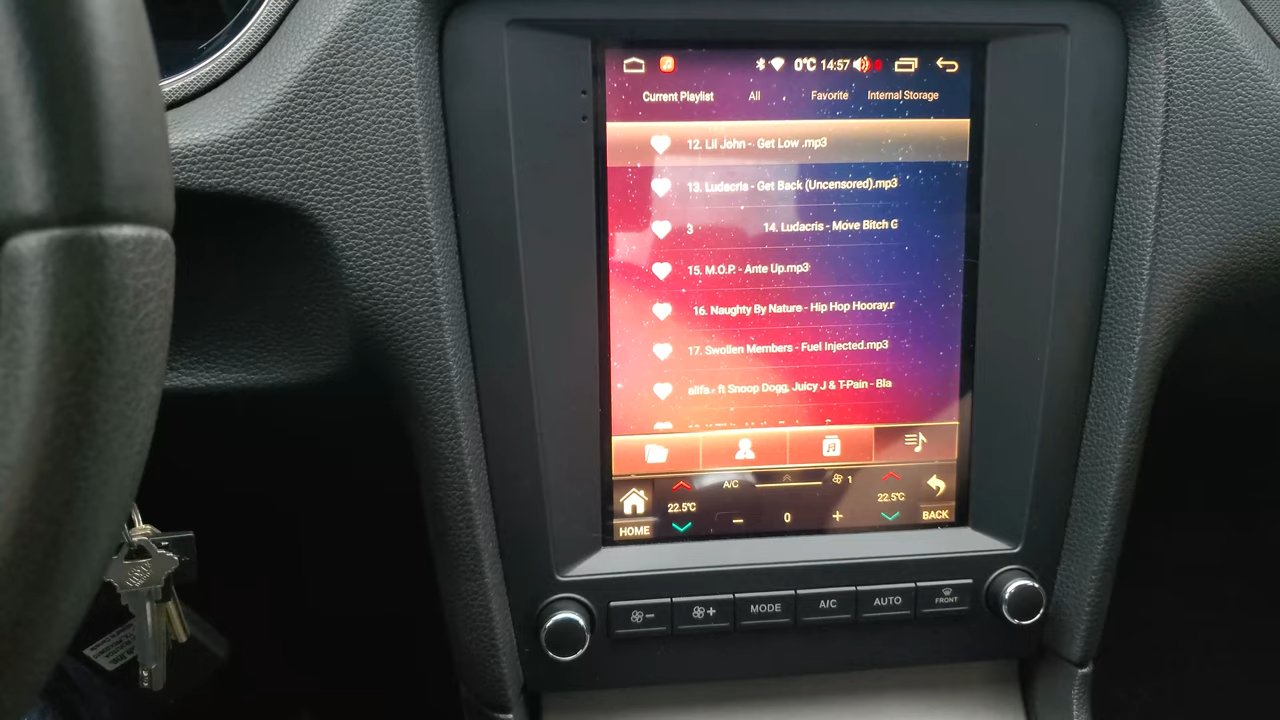 0°C 14:57 0
Current Playlist All Favorite Internal Storage
12. Lil John - Get Low .mp3
13. Ludacris - Get Back (Uncensored).mp3
3 14. Ludacris - Move Bitch G
15. M.O.P. - Ante Up.mp3
16. Naughty By Nature - Hip Hop Hooray.r
17. Swollen Members - Fuel Injected.mp3
alifa - ft Snoop Dogg, Juicy J & T-Pain - Bla
A/C 1
22.5°C 22.5°C
HOME 0 BACK
MODE A/C AUTO FRONT